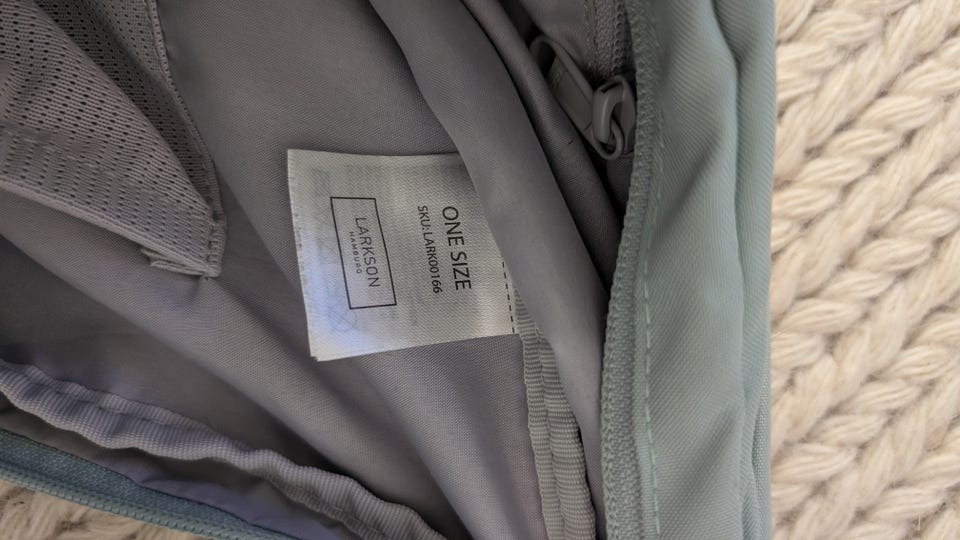 ONE SIZE
SKU: LARK00166
LARKSON
HAMBURG